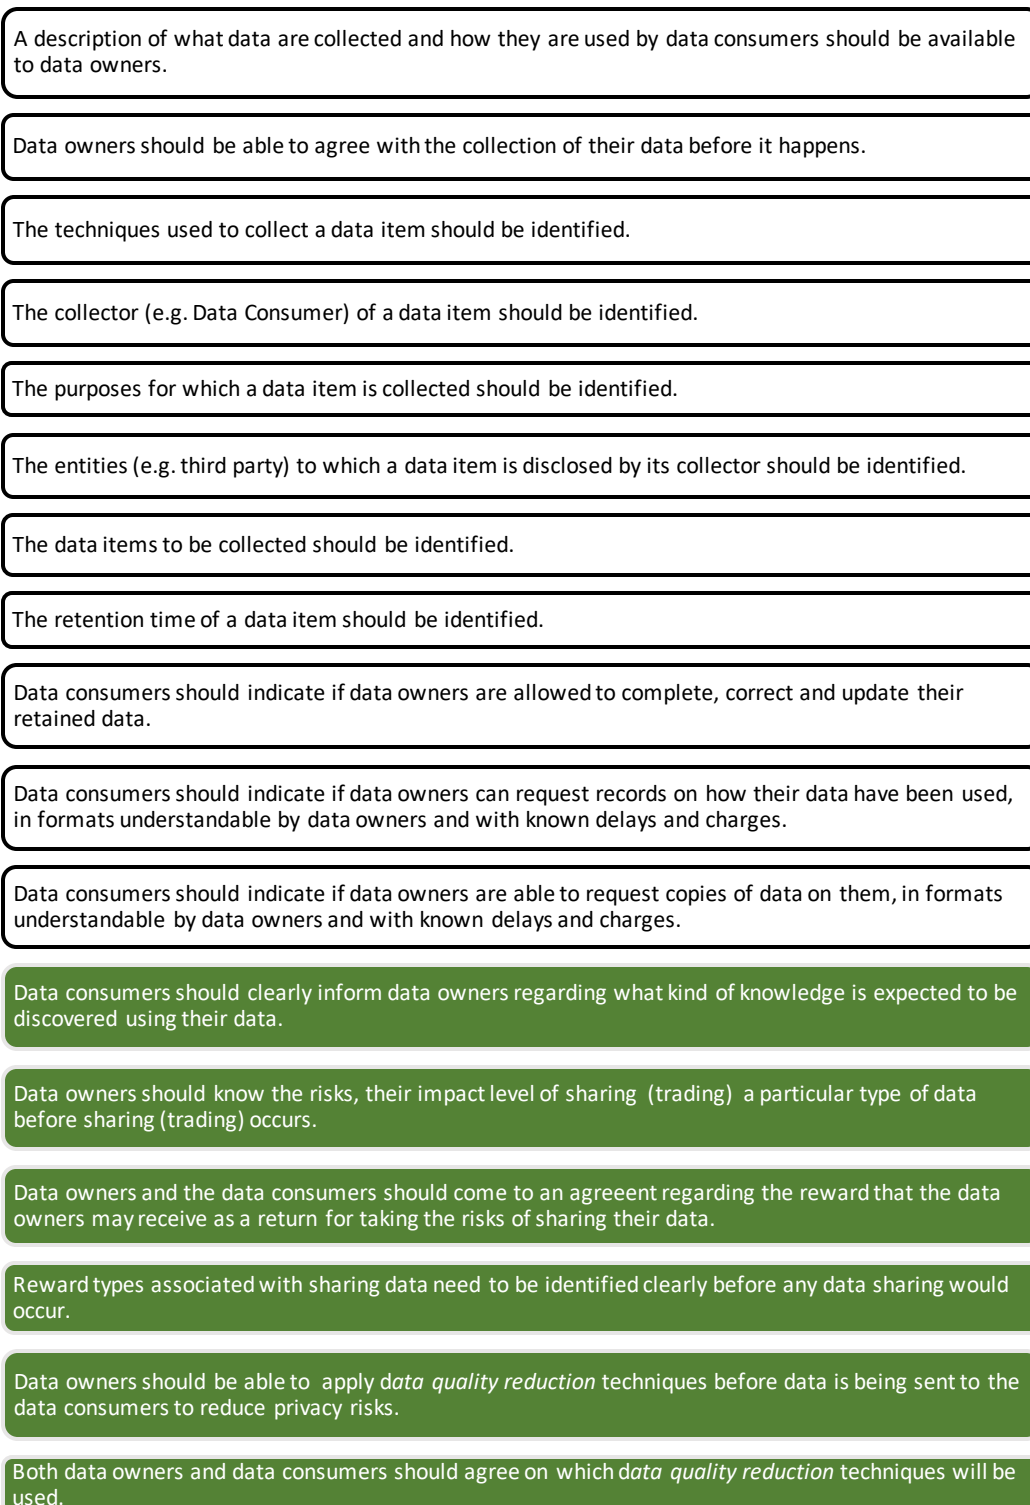 A description of what data are collected and how they are used by data consumers should be available
to data owners.
Data owners should be able to agree with the collection of their data before it happens.
The techniques used to collect a data item should be identified.
The collector (e.g. Data Consumer) of a data item should be identified.
The purposes for which a data item is collected should be identified.
The entities (e.g. third party) to which a data item is disclosed by its collector should be identified.
The data items to be collected should be identified.
The retention time of a data item should be identified.
Data consumers should indicate if data owners are allowed to complete, correct and update their
retained data.
Data consumers should indicate if data owners can request records on how their data have been used,
in formats understandable by data owners and with known delays and charges.
Data consumers should indicate if data owners are able to request copies of data on them, in formats
understandable by data owners and with known delays and charges.
Data consumers should clearly inform data owners regarding what kind of knowledge is expected to be
discovered using their data.
Data owners should know the risks, their impact level of sharing (trading) a particular type of data
before sharing (trading) occurs.
Data owners and the data consumers should come to an agreeent regarding the reward that the data
owners may receive as a return for taking the risks of sharing their data.
Reward types associated with sharing data need to be identified clearly before any data sharing would
occur.
Data owners should be able to apply data quality reduction techniques before data is being sent to the
data consumers to reduce privacy risks.
Both data owners and data consumers should agree on which data quality reduction techniques will be
used.